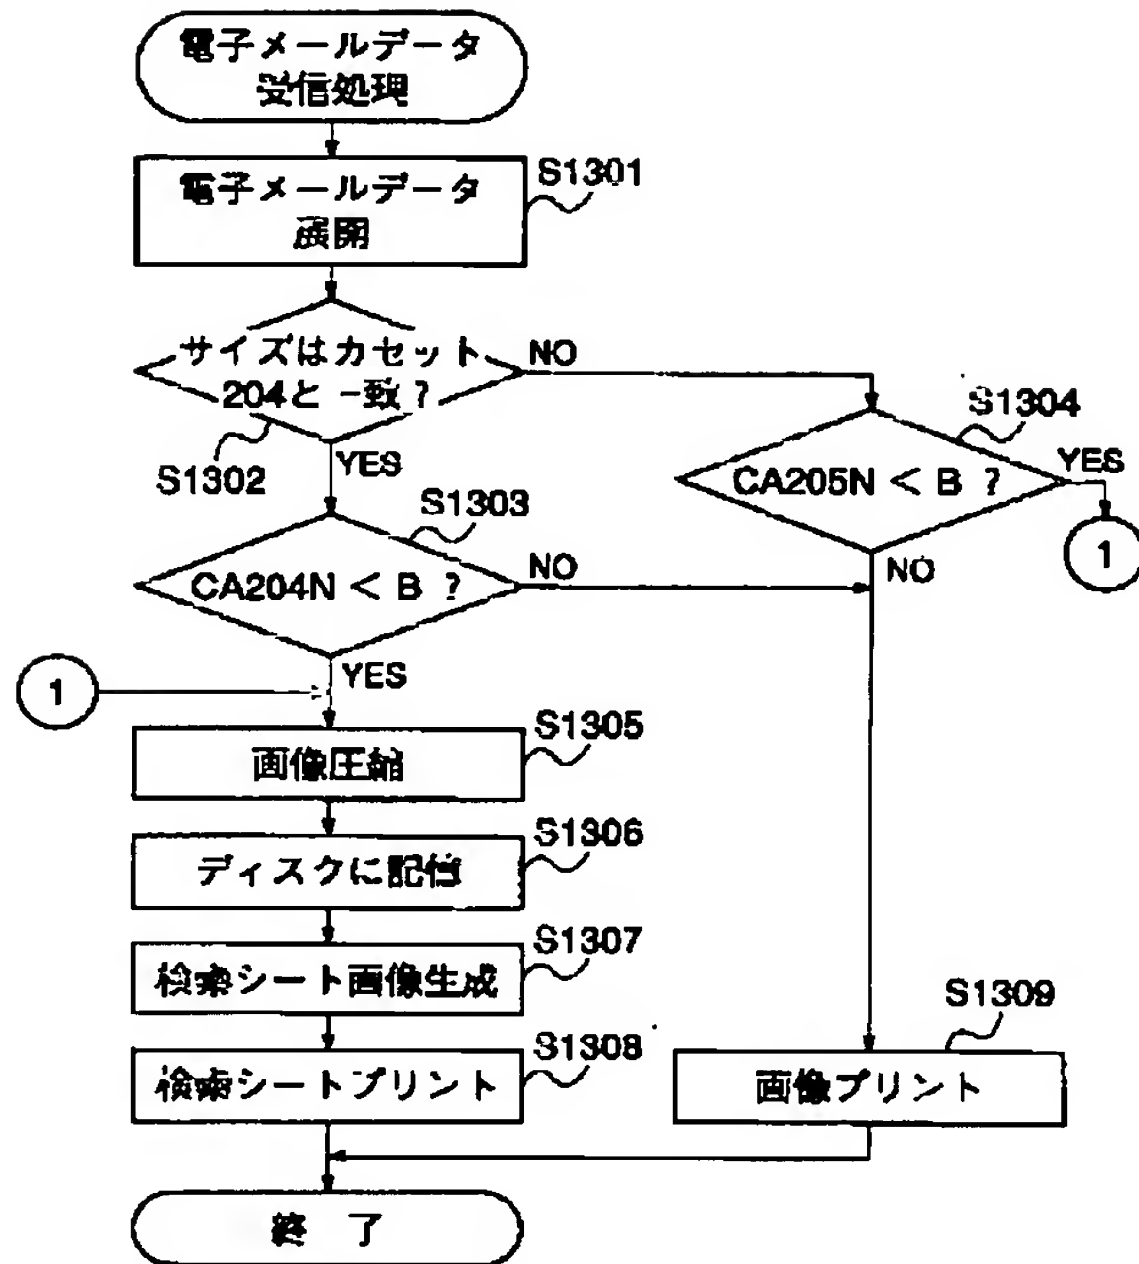 電子メールデータ
受信処理
S1301
電子メールデータ
展開
サイズはカセット
204と一致?
NO
S1302
YES
S1304
CA205N < B ?
YES
1
NO
S1303
CA204N < B ?
NO
YES
1
S1305
画像圧縮
S1306
ディスクに記憶
S1307
検索シート画像生成
S1308
検索シートプリント
S1309
画像プリント
終 了